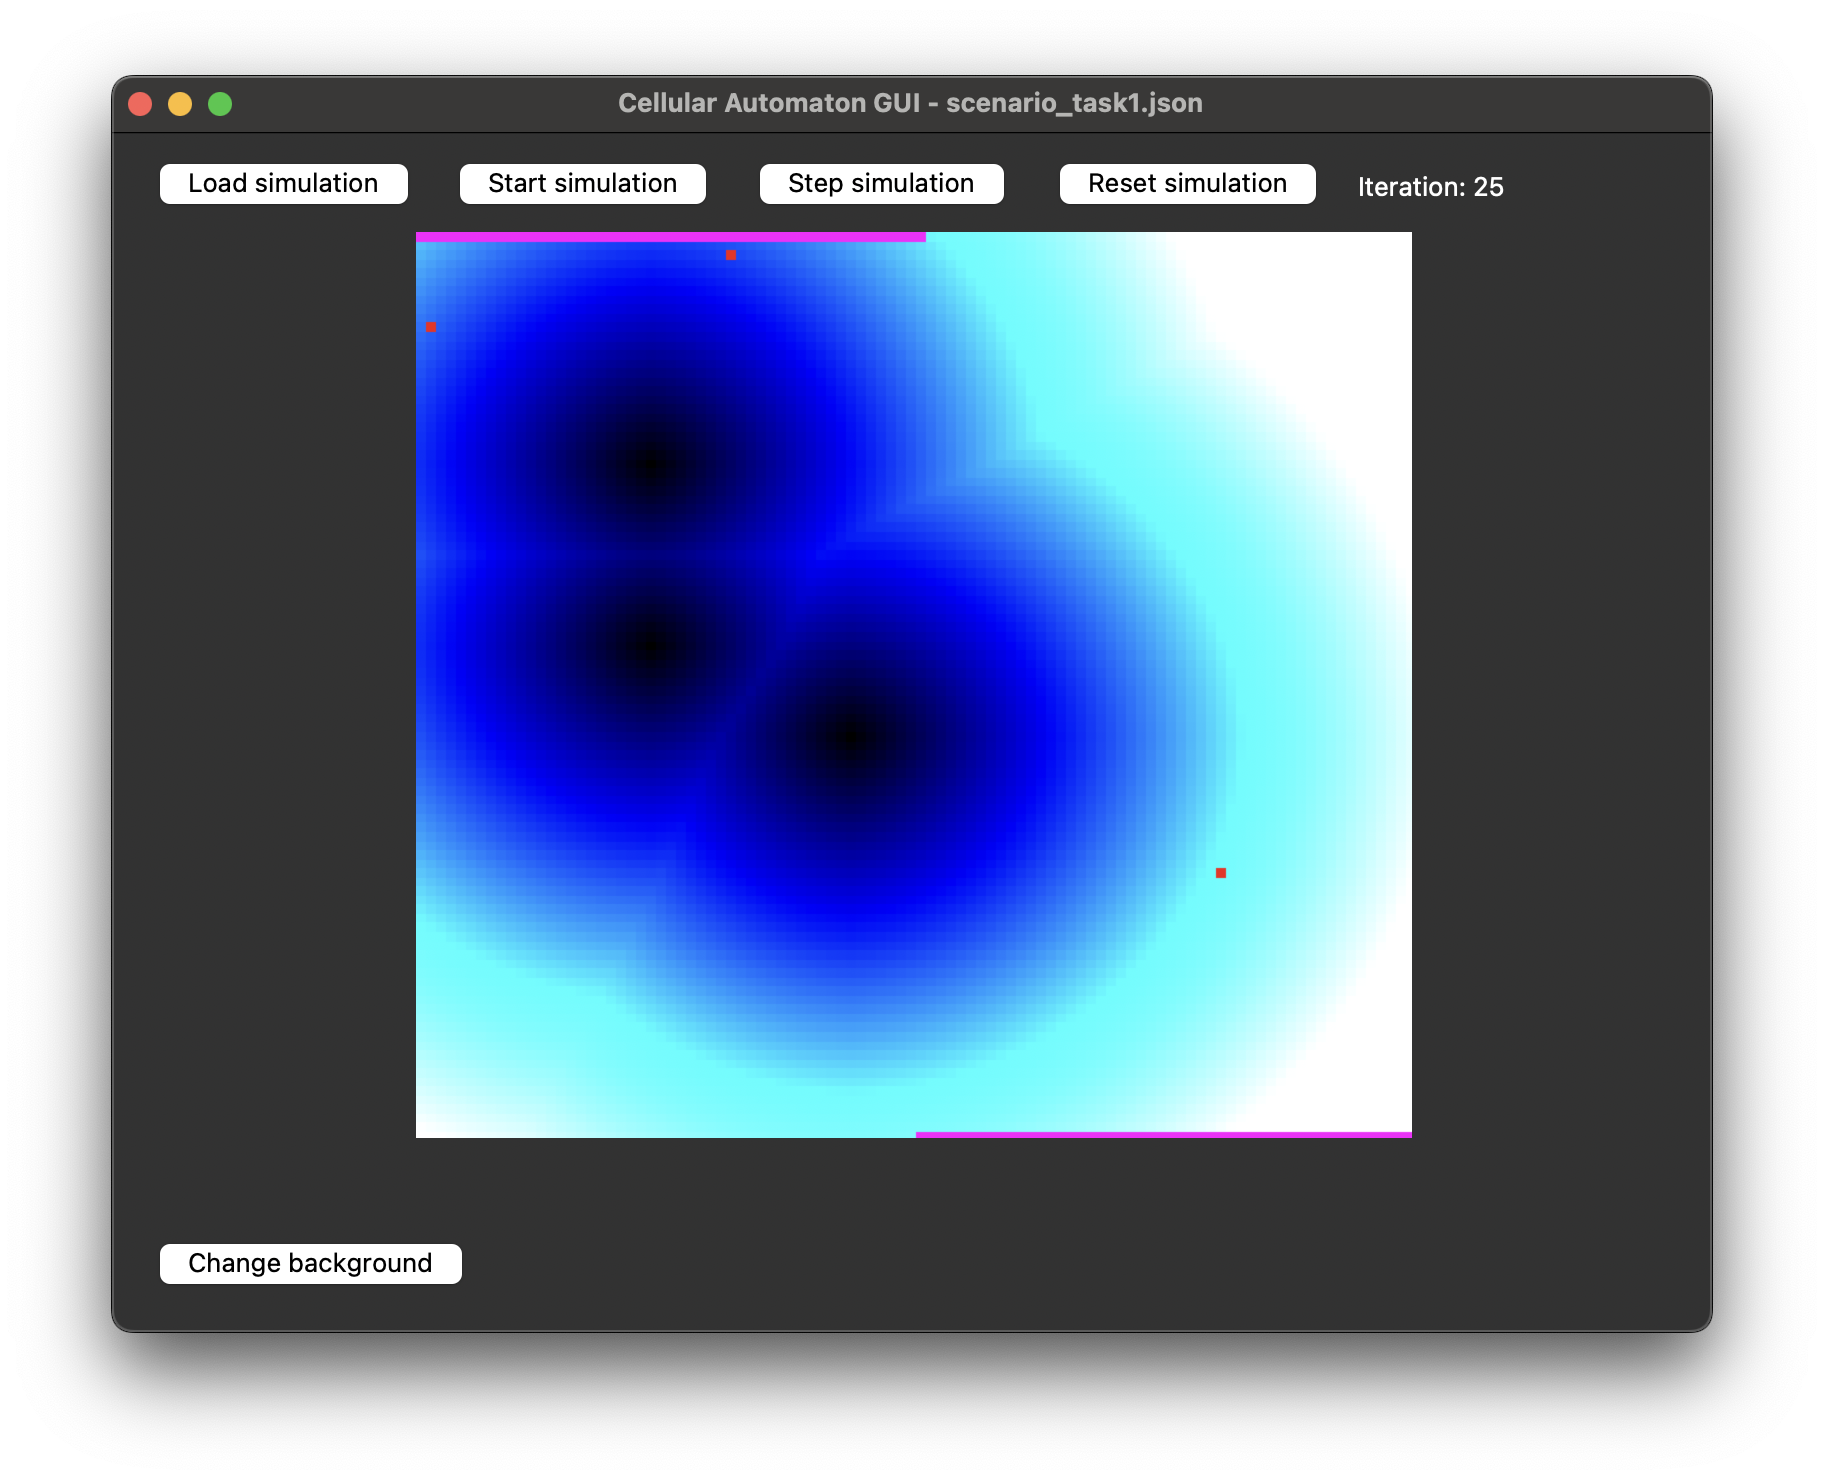 Cellular Automaton GUI - scenario_task1.json
Load simulation
Start simulation
Step simulation
Reset simulation
Iteration: 25
Change background